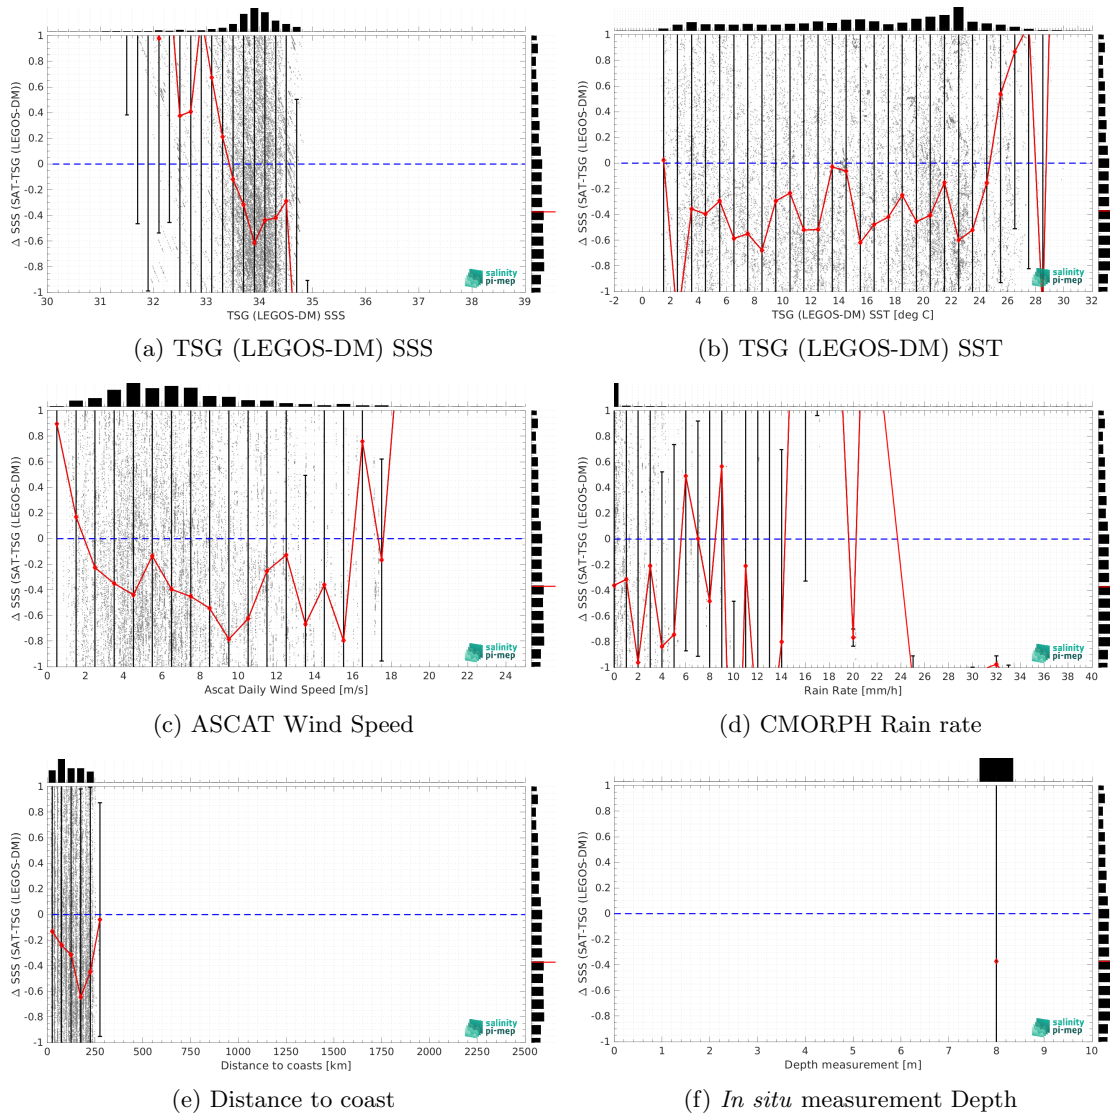 1
0.8
0.6
0.4
0.2
0
-0.2
-0.4
-0.6
-0.8
-1
Δ SSS (SAT-TSG (LEGOS-DM))
30 31 32 33 34 35 36 37 38 39
TSG (LEGOS-DM) SSS
salinity
pi-mep
(a) TSG (LEGOS-DM) SSS
1
0.8
0.6
0.4
0.2
0
-0.2
-0.4
-0.6
-0.8
-1
Δ SSS (SAT-TSG (LEGOS-DM))
-2 0 2 4 6 8 10 12 14 16 18 20 22 24 26 28 30 32
TSG (LEGOS-DM) SST [deg C]
salinity
pi-mep
(b) TSG (LEGOS-DM) SST
1
0.8
0.6
0.4
0.2
0
-0.2
-0.4
-0.6
-0.8
-1
Δ SSS (SAT-TSG (LEGOS-DM))
0 2 4 6 8 10 12 14 16 18 20 22 24
Ascat Daily Wind Speed [m/s]
salinity
pi-mep
(c) ASCAT Wind Speed
1
0.8
0.6
0.4
0.2
0
-0.2
-0.4
-0.6
-0.8
-1
Δ SSS (SAT-TSG (LEGOS-DM))
0 2 4 6 8 10 12 14 16 18 20 22 24 26 28 30 32 34 36 38 40
Rain Rate [mm/h]
salinity
pi-mep
(d) CMORPH Rain rate
1
0.8
0.6
0.4
0.2
0
-0.2
-0.4
-0.6
-0.8
-1
Δ SSS (SAT-TSG (LEGOS-DM))
0 250 500 750 1000 1250 1500 1750 2000 2250 2500
Distance to coasts [km]
salinity
pi-mep
(e) Distance to coast
1
0.8
0.6
0.4
0.2
0
-0.2
-0.4
-0.6
-0.8
-1
Δ SSS (SAT-TSG (LEGOS-DM))
0 1 2 3 4 5 6 7 8 9 10
Depth measurement [m]
salinity
pi-mep
(f) In situ measurement Depth